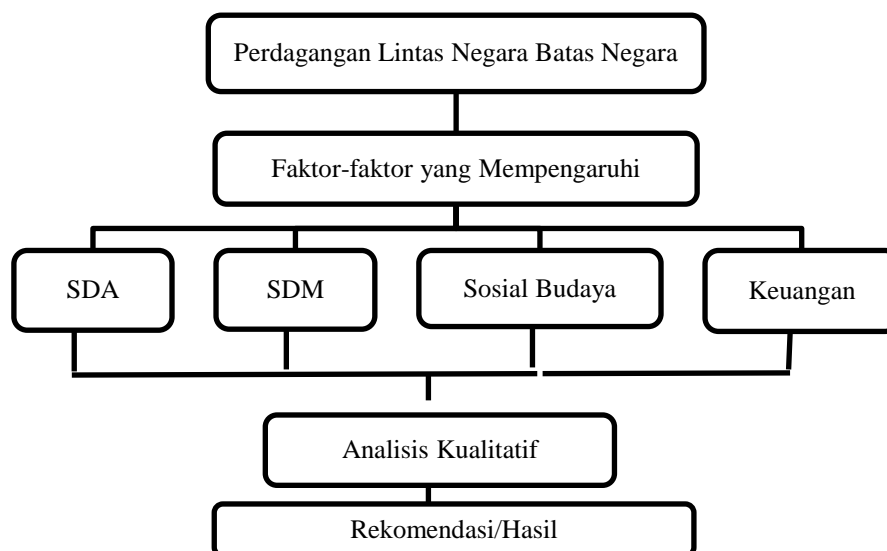 Perdagangan Lintas Negara Batas Negara
Faktor-faktor yang Mempengaruhi
SDA
SDM
Sosial Budaya
Keuangan
Analisis Kualitatif
Rekomendasi/Hasil